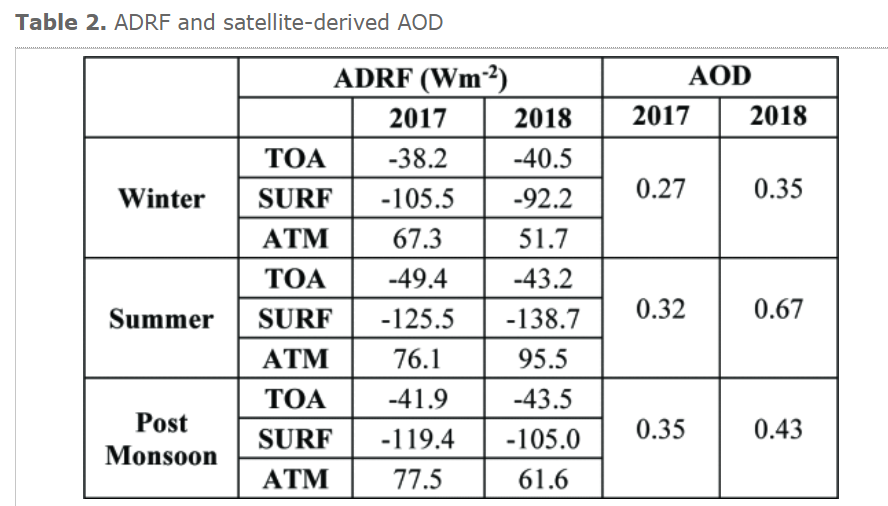 Table 2. ADRF and satellite-derived AOD
ADRF (Wm-2) AOD
2017 2018 2017 2018
Winter TOA -38.2 -40.5 0.27 0.35
SURF -105.5 -92.2
ATM 67.3 51.7
Summer TOA -49.4 -43.2 0.32 0.67
SURF -125.5 -138.7
ATM 76.1 95.5
Post Monsoon TOA -41.9 -43.5 0.35 0.43
SURF -119.4 -105.0
ATM 77.5 61.6